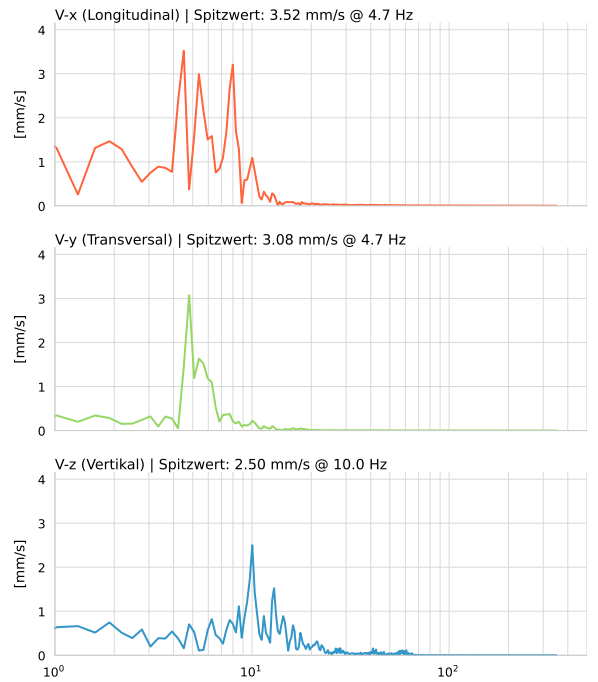 V-x (Longitudinal) | Spitzwert: 3.52 mm/s @ 4.7 Hz
4
3
2
1
0
[mm/s]
V-y (Transversal) | Spitzwert: 3.08 mm/s @ 4.7 Hz
4
3
2
1
0
[mm/s]
V-z (Vertikal) | Spitzwert: 2.50 mm/s @ 10.0 Hz
4
3
2
1
0
[mm/s]
10⁰ 10¹ 10²